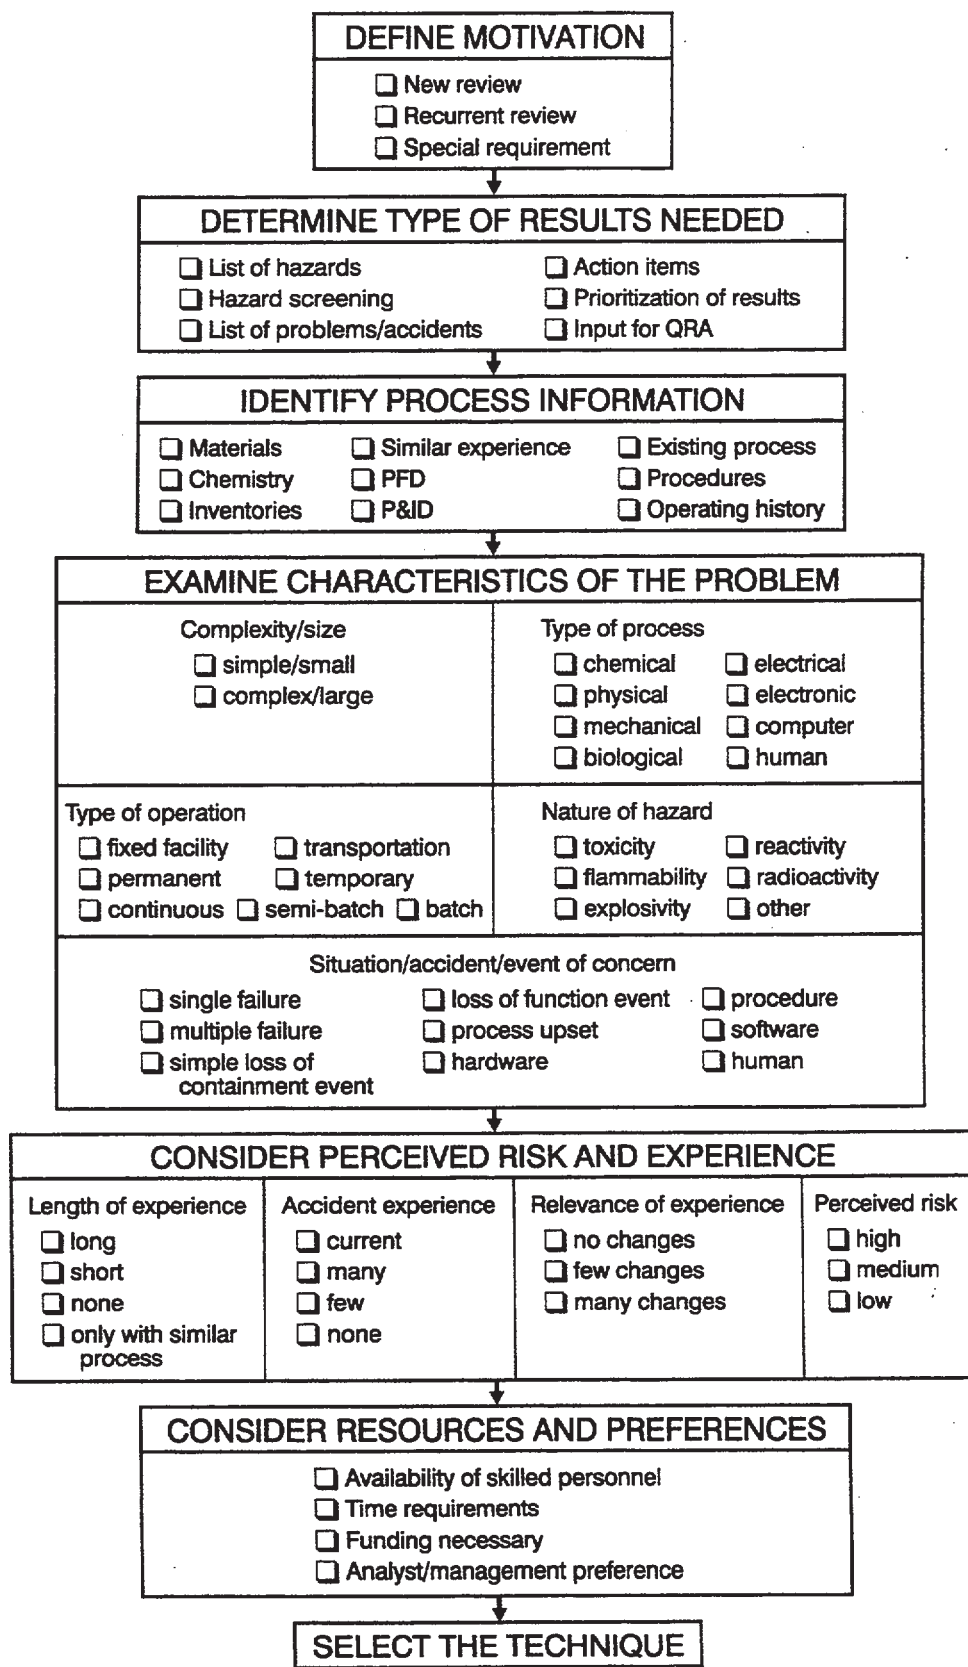 DEFINE MOTIVATION
New review
Recurrent review
Special requirement
DETERMINE TYPE OF RESULTS NEEDED
List of hazards
Hazard screening
List of problems/accidents
Action items
Prioritization of results
Input for QRA
IDENTIFY PROCESS INFORMATION
Materials
Chemistry
Inventories
Similar experience
PFD
P&ID
Existing process
Procedures
Operating history
EXAMINE CHARACTERISTICS OF THE PROBLEM
Complexity/size
simple/small
complex/large
Type of process
chemical
physical
mechanical
biological
electrical
electronic
computer
human
Type of operation
fixed facility
transportation
permanent
temporary
continuous
semi-batch
batch
Nature of hazard
toxicity
flammability
explosivity
reactivity
radioactivity
other
Situation/accident/event of concern
single failure
multiple failure
simple loss of
containment event
loss of function event
process upset
hardware
procedure
software
human
CONSIDER PERCEIVED RISK AND EXPERIENCE
Length of experience
long
short
none
only with similar
process
Accident experience
current
many
few
none
Relevance of experience
no changes
few changes
many changes
Perceived risk
high
medium
low
CONSIDER RESOURCES AND PREFERENCES
Availability of skilled personnel
Time requirements
Funding necessary
Analyst/management preference
SELECT THE TECHNIQUE